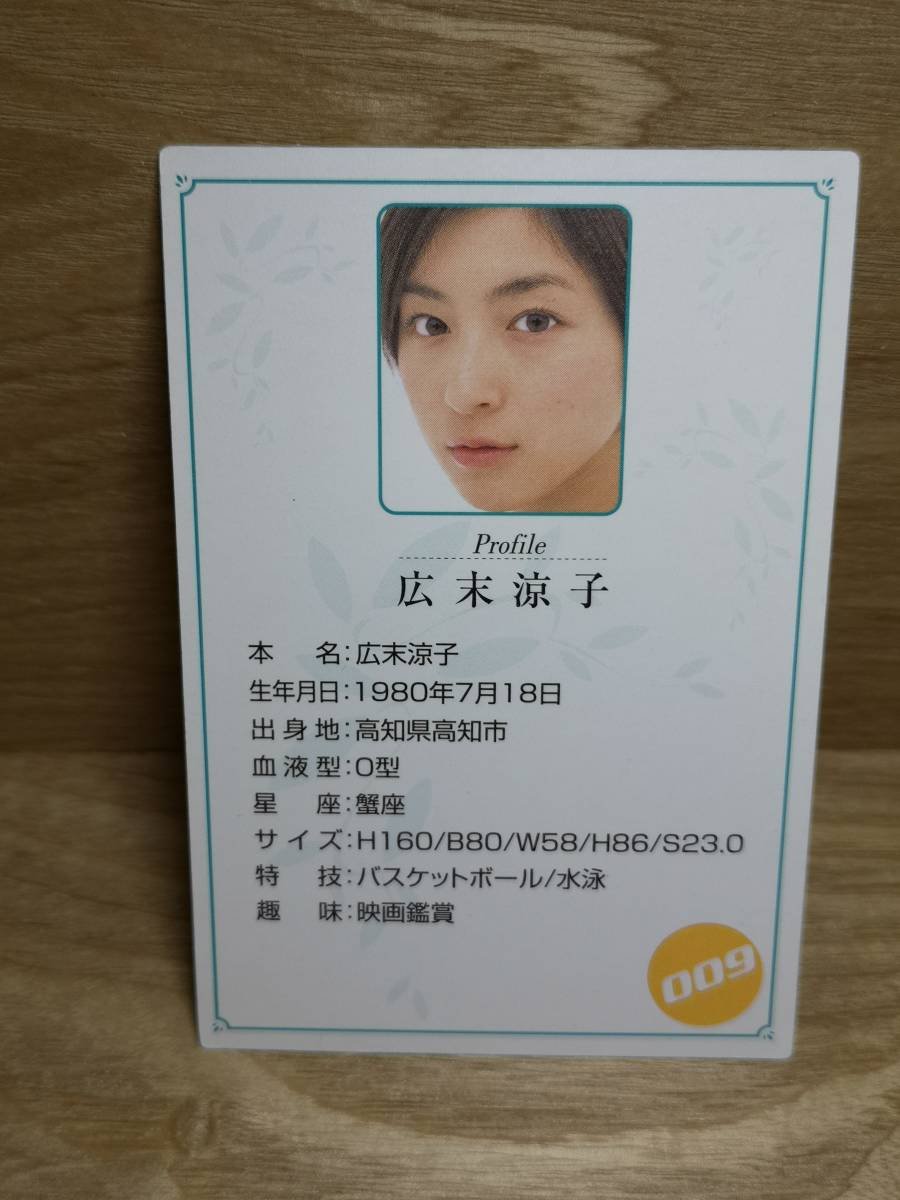 Profile
広末涼子
本名:広末涼子
生年月日:1980年7月18日
出身地:高知県高知市
血液型:O型
星座:蟹座
サイズ:H160/B80/W58/H86/S23.0
特技:バスケットボール/水泳
趣味:映画鑑賞
009